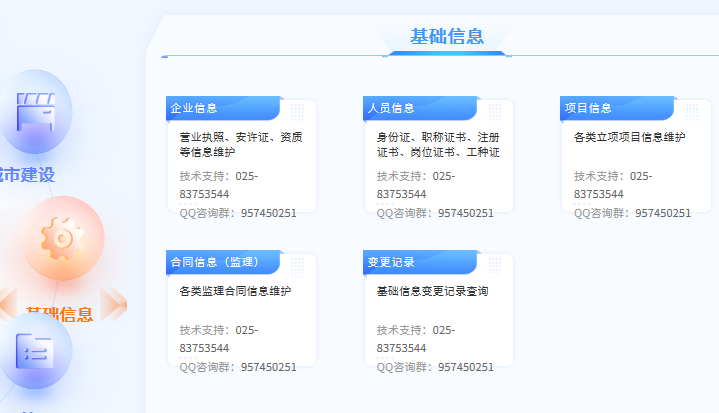 基础信息
城市建设
基础信息
企业信息
营业执照、安许证、资质
等信息维护
技术支持：025-
83753544
QQ咨询群：957450251
人员信息
身份证、职称证书、注册
证书、岗位证书、工种证
技术支持：025-
83753544
QQ咨询群：957450251
项目信息
各类立项项目信息维护
技术支持：025-
83753544
QQ咨询群：957450251
合同信息（监理）
各类监理合同信息维护
技术支持：025-
83753544
QQ咨询群：957450251
变更记录
基础信息变更记录查询
技术支持：025-
83753544
QQ咨询群：957450251